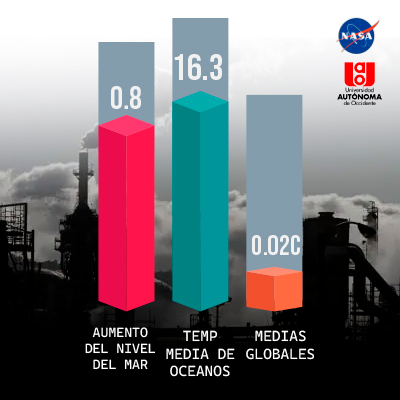 NASA
Universidad
AUTÓNOMA
de Occidente
0.8
16.3
0.02C
AUMENTO
DEL NIVEL
DEL MAR
TEMP
MEDIA DE
OCEANOS
MEDIAS
GLOBALES